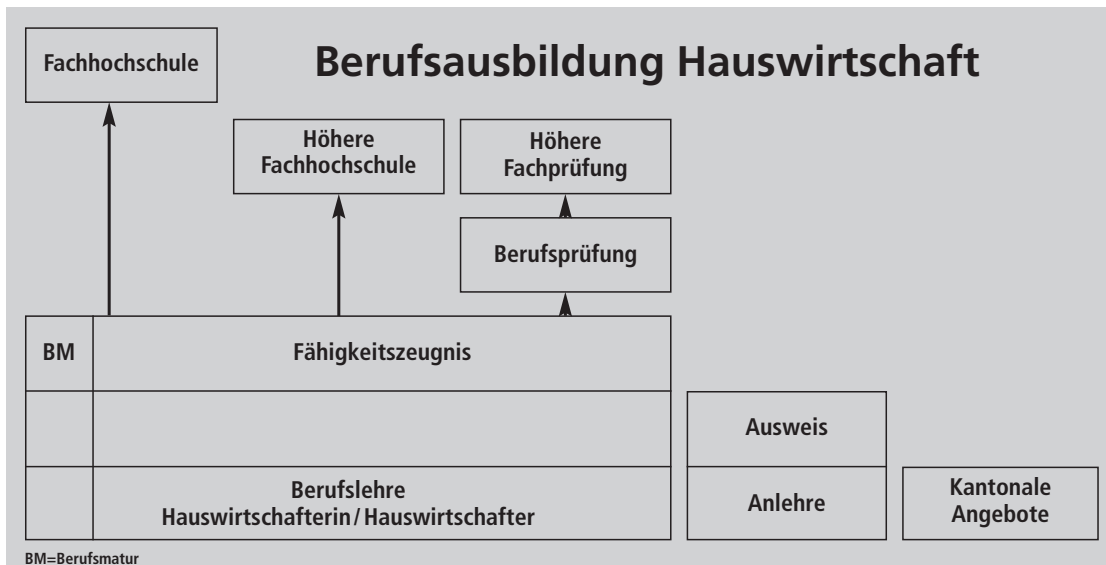 Fachhochschule
Berufsausbildung Hauswirtschaft
Höhere
Fachhochschule
Höhere
Fachprüfung
Berufsprüfung
BM
Fähigkeitszeugnis
Ausweis
Berufslehre
Hauswirtschafterin/Hauswirtschafter
Anlehre
Kantonale
Angebote
BM=Berufsmatur